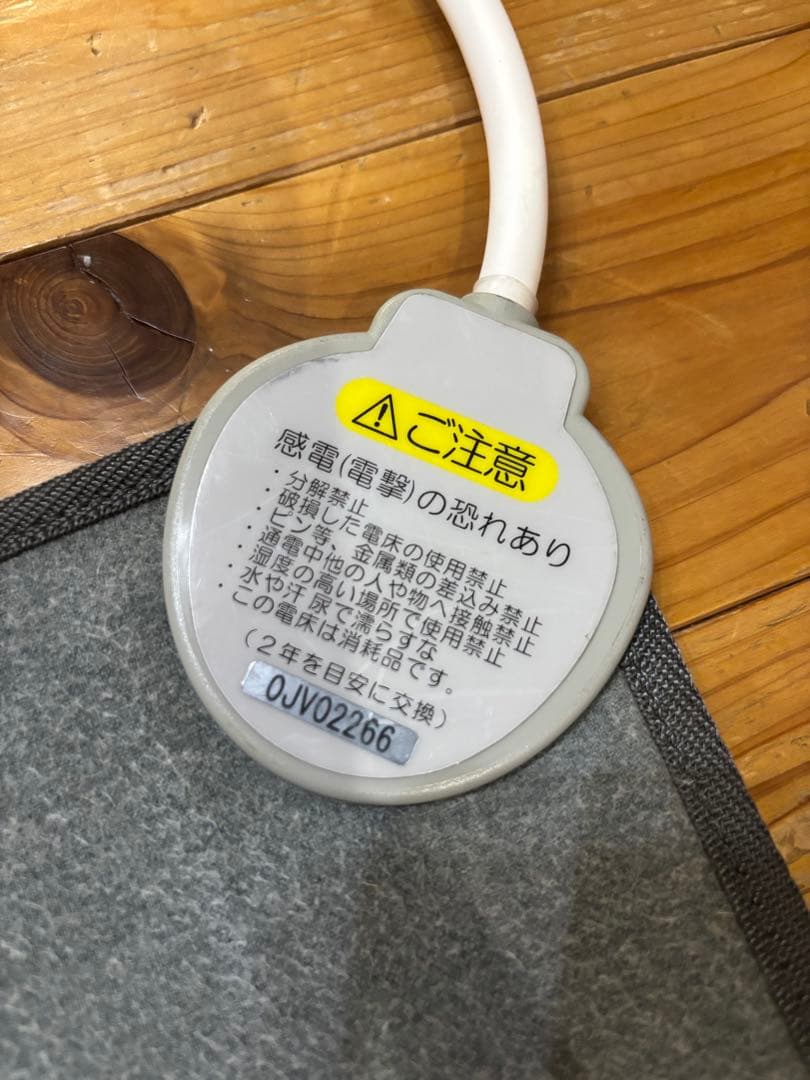 ⚠ご注意
感電(電撃)の恐れあり
・分解禁止
・破損した電床の使用禁止
・ピン等、金属類の差込み禁止
・通電中他の人や物へ接触禁止
・湿度の高い場所で使用禁止
・水や汗 尿で濡らすな
・この電床は消耗品です。
(2年を目安に交換)
0JV02266